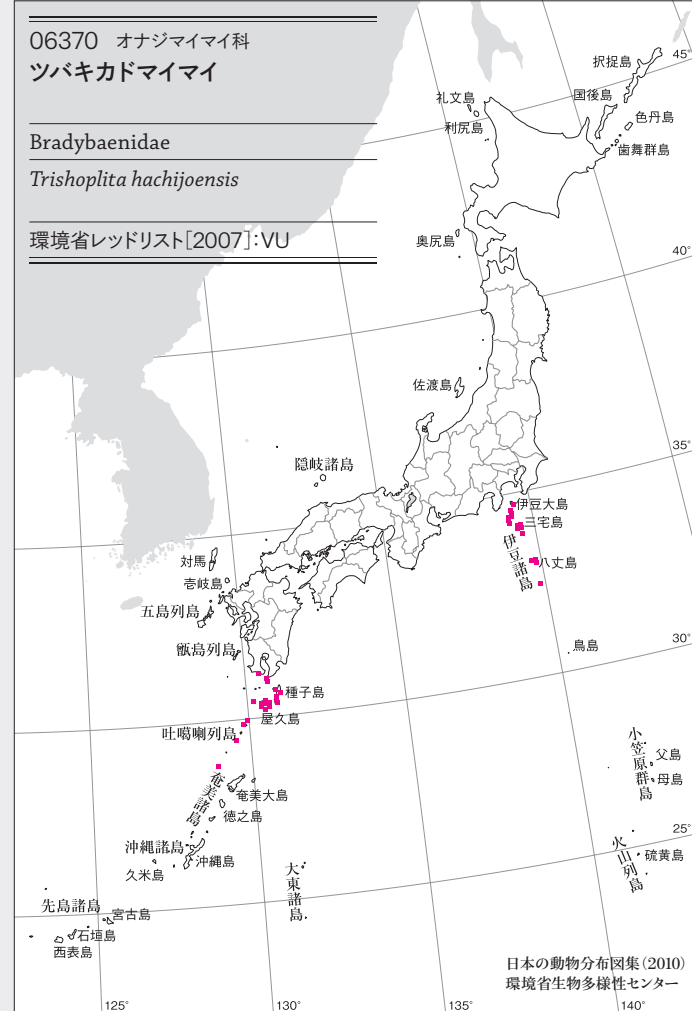 06370 オナジマイマイ科
ツバキカドマイマイ
Bradybaenidae
Trishoplita hachijoensis
環境省レッドリスト[2007]:VU
択捉島
国後島
色丹島
歯舞群島
礼文島
利尻島
45°
奥尻島
40°
佐渡島
35°
隠岐諸島
伊豆大島
三宅島
伊豆諸島
八丈島
対馬
壱岐島
五島列島
甑島列島
鳥島
30°
種子島
屋久島
吐噶喇列島
小笠原群島
父島
母島
奄美諸島
奄美大島
徳之島
25°
沖縄諸島
沖縄島
久米島
火山列島
硫黄島
大東諸島
先島諸島
宮古島
石垣島
西表島
日本の動物分布図集(2010)
環境省生物多様性センター
125°
130°
135°
140°